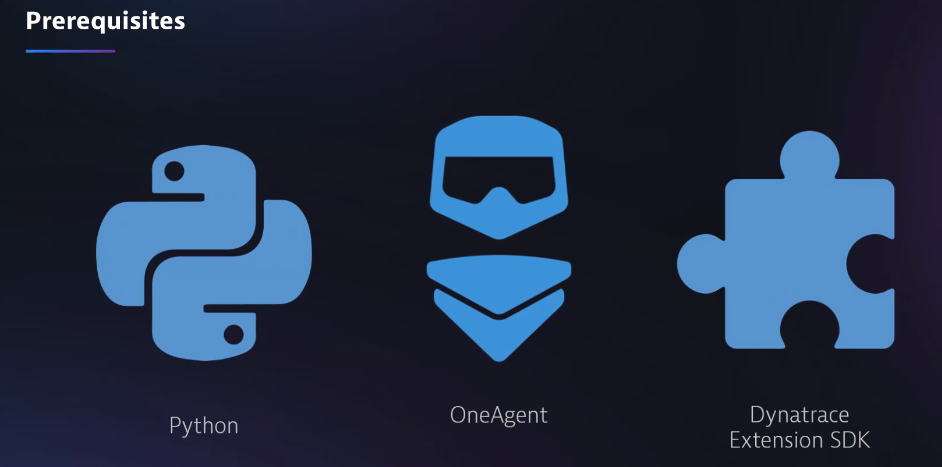 Prerequisites
Python
OneAgent
Dynatrace
Extension SDK